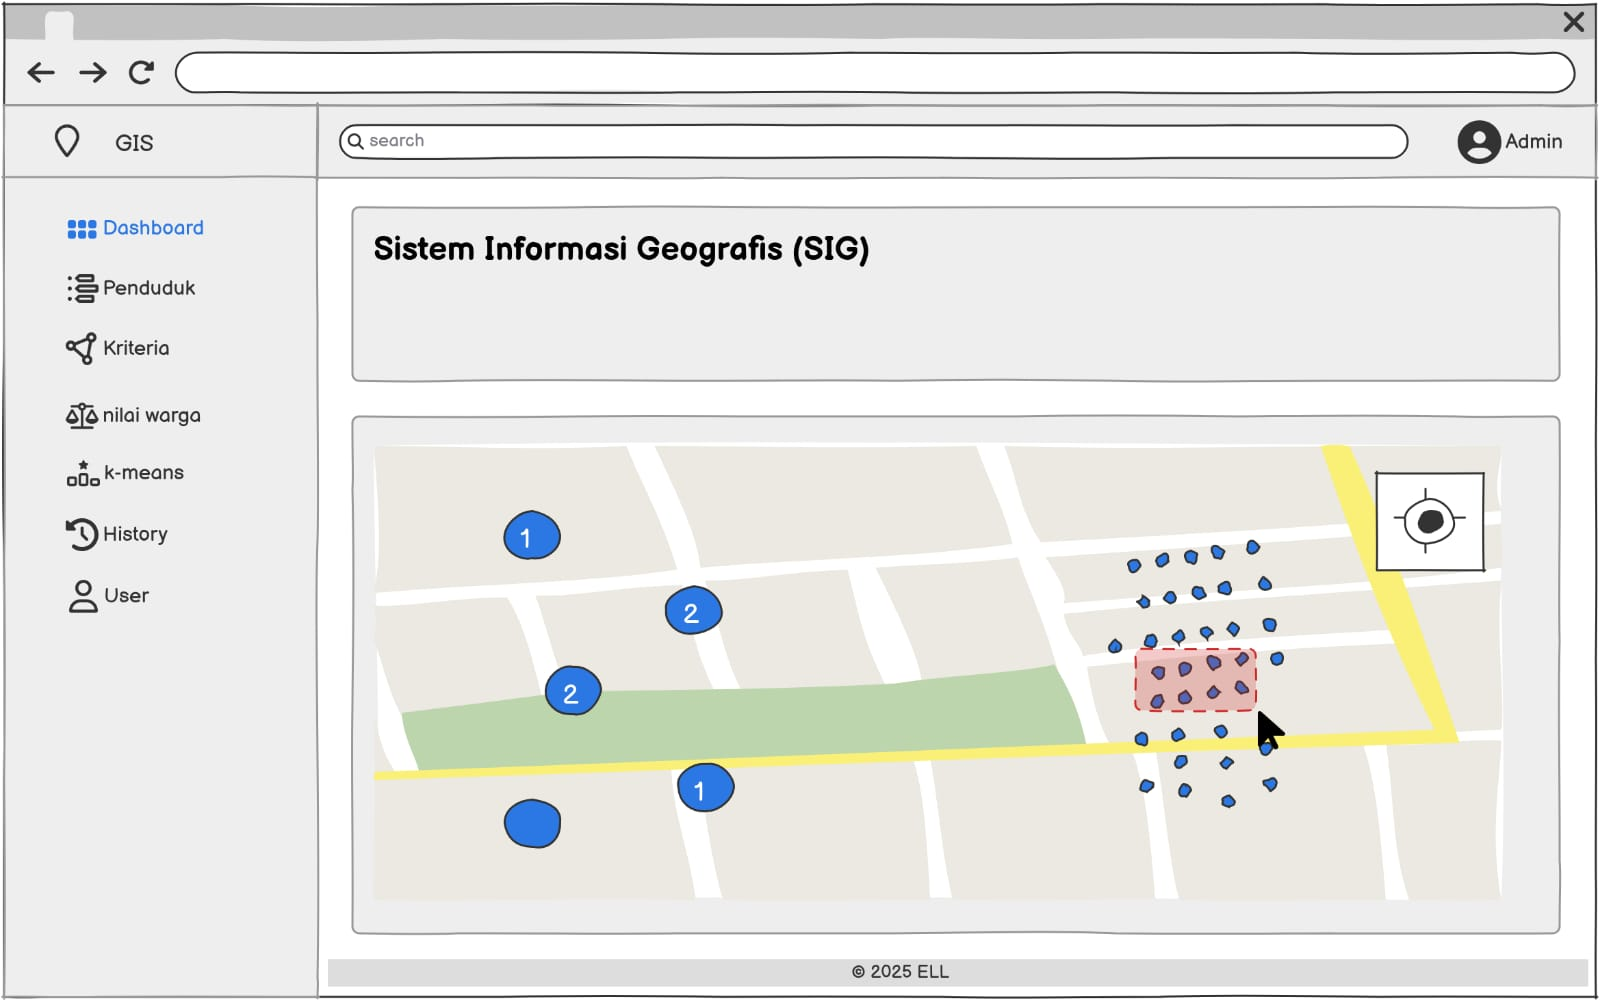 GIS
search
Admin
Dashboard
Penduduk
Kriteria
nilai warga
k-means
History
User
Sistem Informasi Geografis (SIG)
1
2
2
1
© 2025 ELL